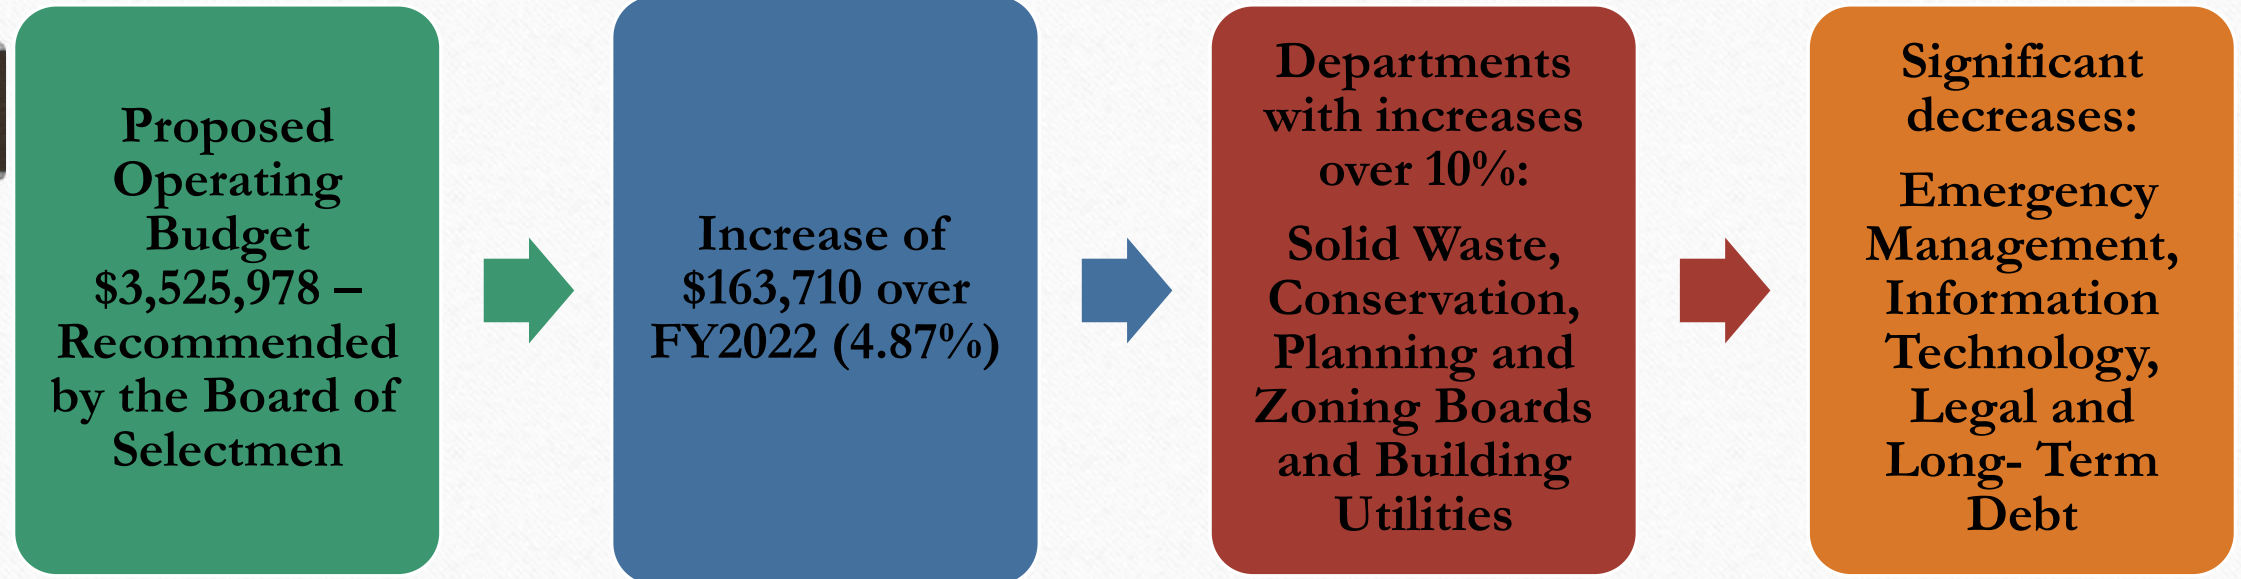 Proposed
Operating
Budget
$3,525,978 –
Recommended
by the Board of
Selectmen
Increase of
$163,710 over
FY2022 (4.87%)
Departments
with increases
over 10%:
Solid Waste,
Conservation,
Planning and
Zoning Boards
and Building
Utilities
Significant
decreases:
Emergency
Management,
Information
Technology,
Legal and
Long- Term
Debt